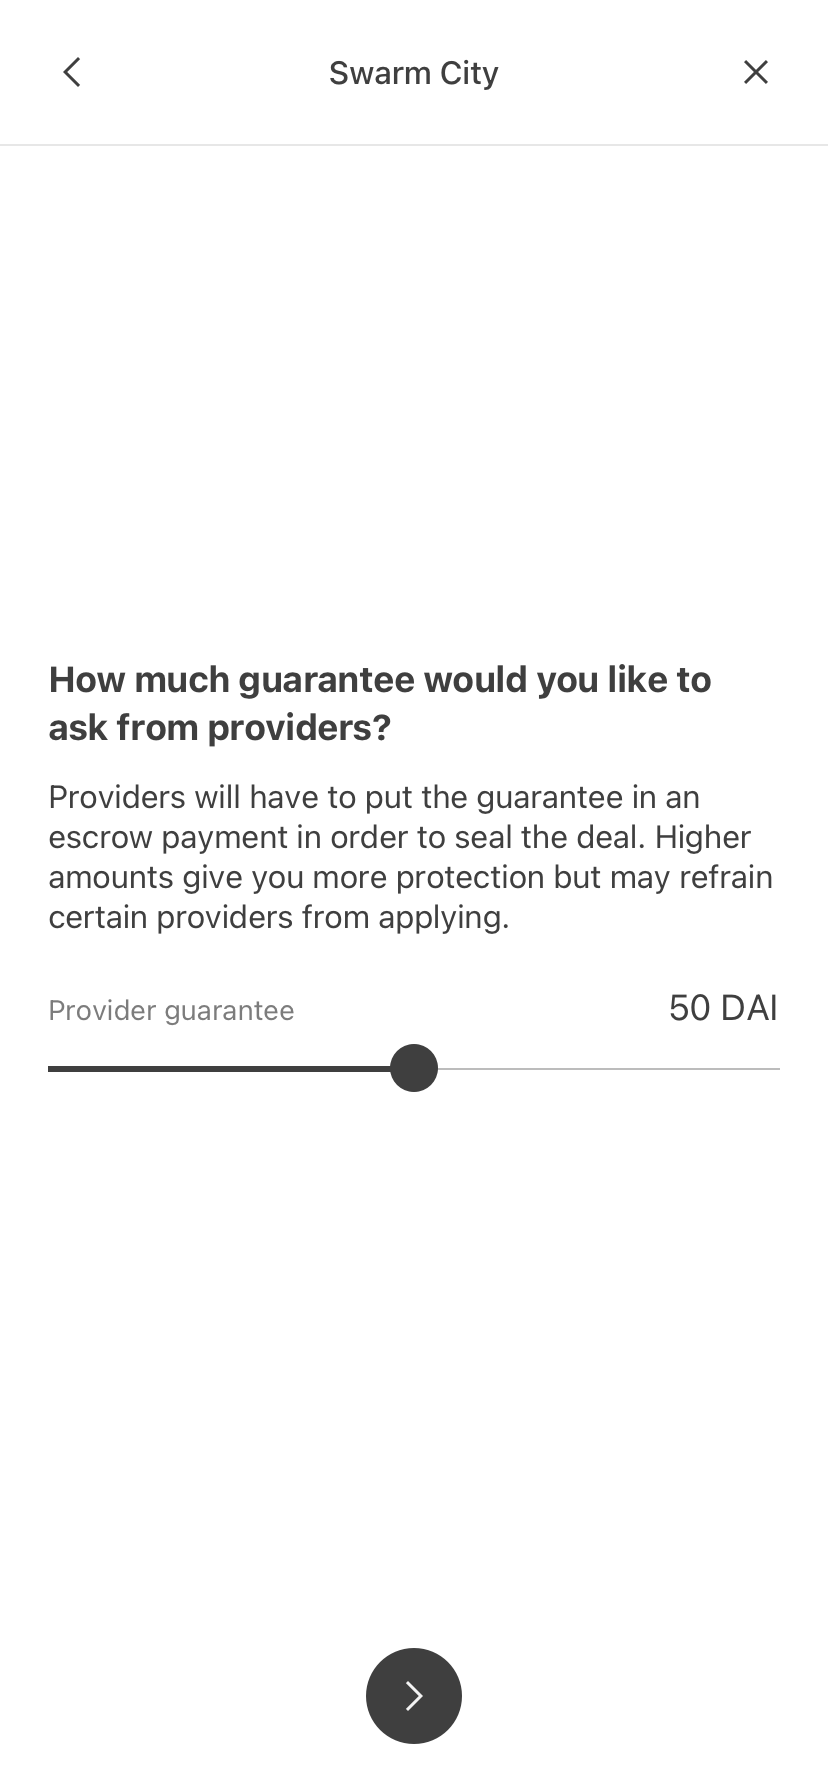 Swarm City
How much guarantee would you like to
ask from providers?
Providers will have to put the guarantee in an
escrow payment in order to seal the deal. Higher
amounts give you more protection but may refrain
certain providers from applying.
Provider guarantee 50 DAI